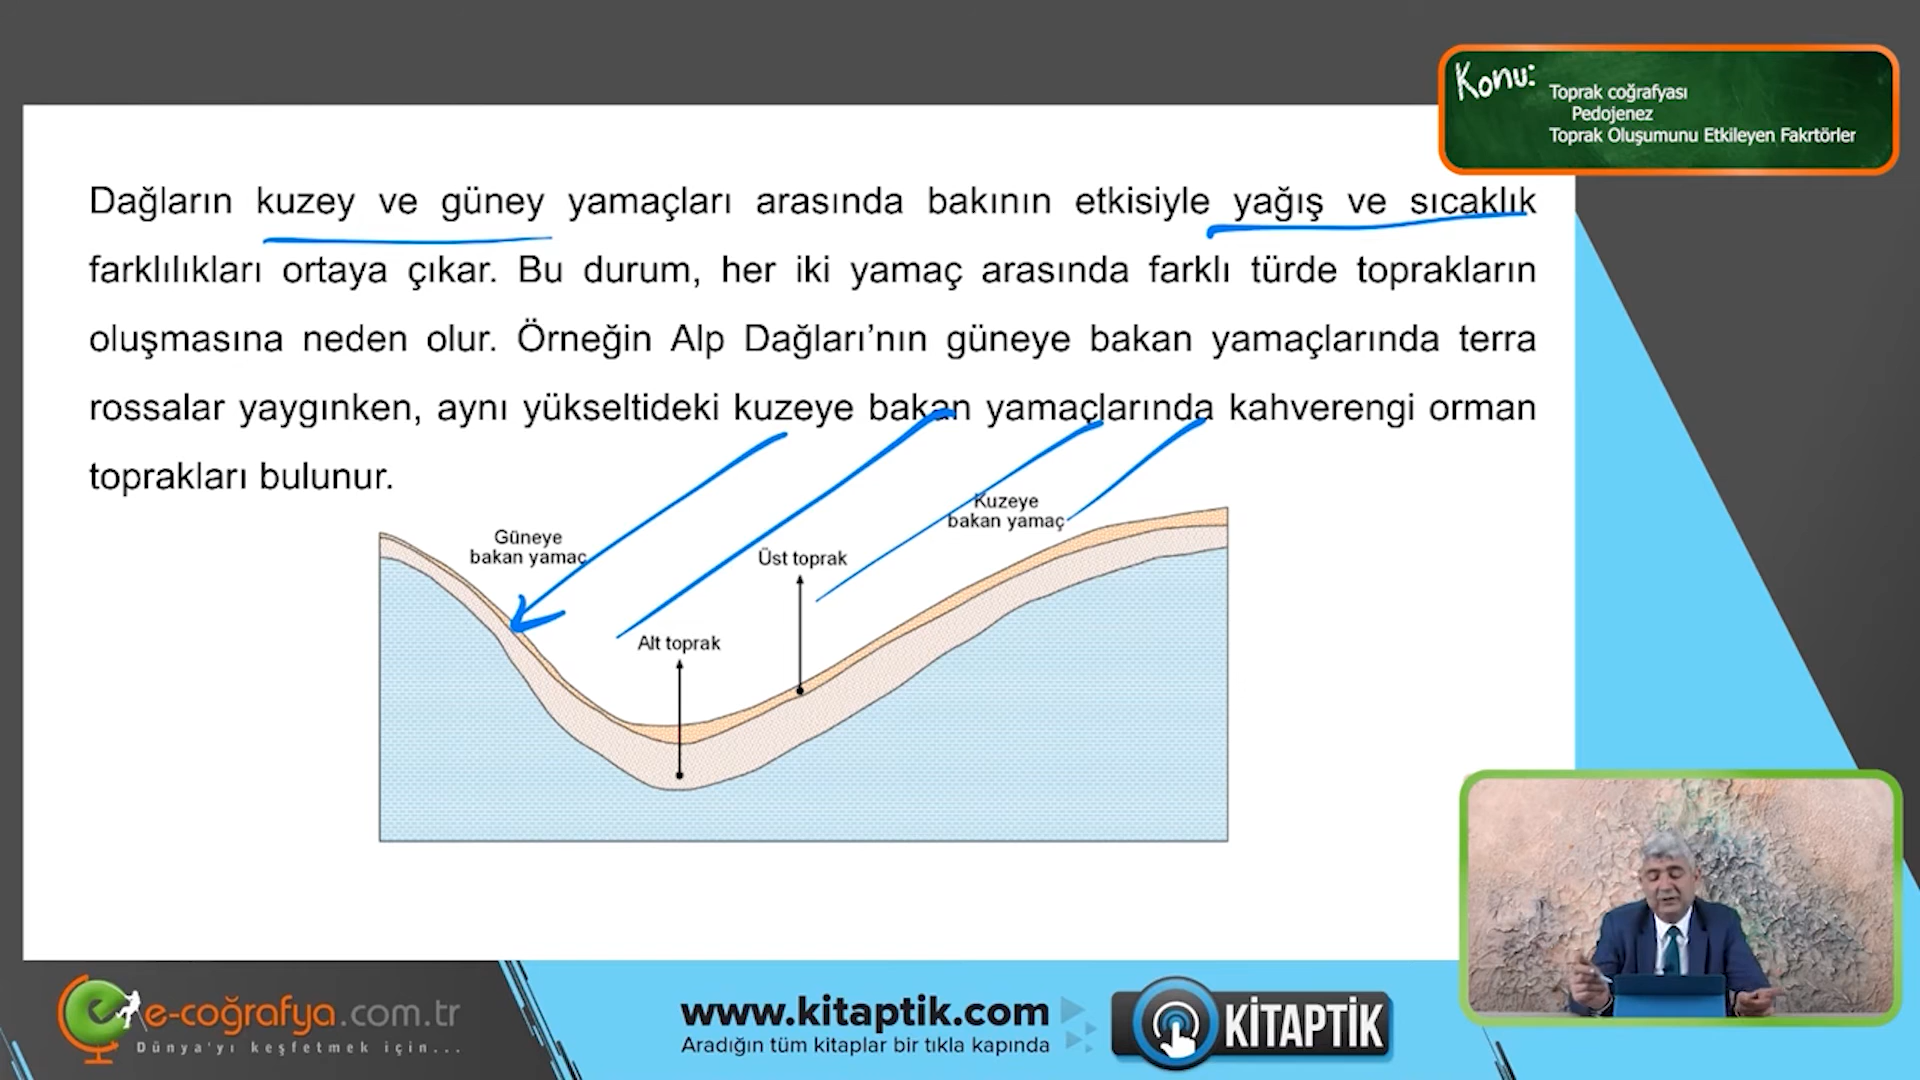 Konu:
Toprak coğrafyası
Pedojenez
Toprak Oluşumunu Etkileyen Fakrtörler
Dağların kuzey ve güney yamaçları arasında bakının etkisiyle yağış ve sıcaklık
farklılıkları ortaya çıkar. Bu durum, her iki yamaç arasında farklı türde toprakların
oluşmasına neden olur. Örneğin Alp Dağları’nın güneye bakan yamaçlarında terra
rossalar yaygınken, aynı yükseltideki kuzeye bakan yamaçlarında kahverengi orman
toprakları bulunur.
Güneye
bakan yamaç
Kuzeye
bakan yamaç
Üst toprak
Alt toprak
e-coğrafya.com.tr
Dünya'yı keşfetmek için...
www.kitaptik.com
Aradığın tüm kitaplar bir tıkla kapında
KİTAPTİK